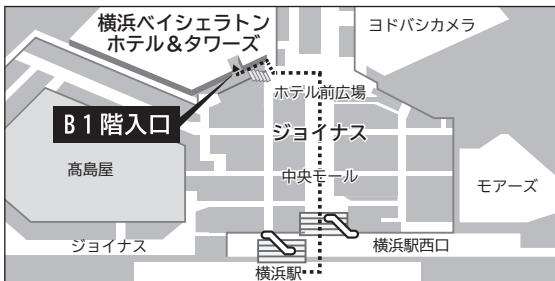 横浜ベイシェラトン
ホテル&タワーズ
ヨドバシカメラ
ホテル前広場
B1階入口
ジョイナス
髙島屋
中央モール
モアーズ
ジョイナス
横浜駅西口
横浜駅